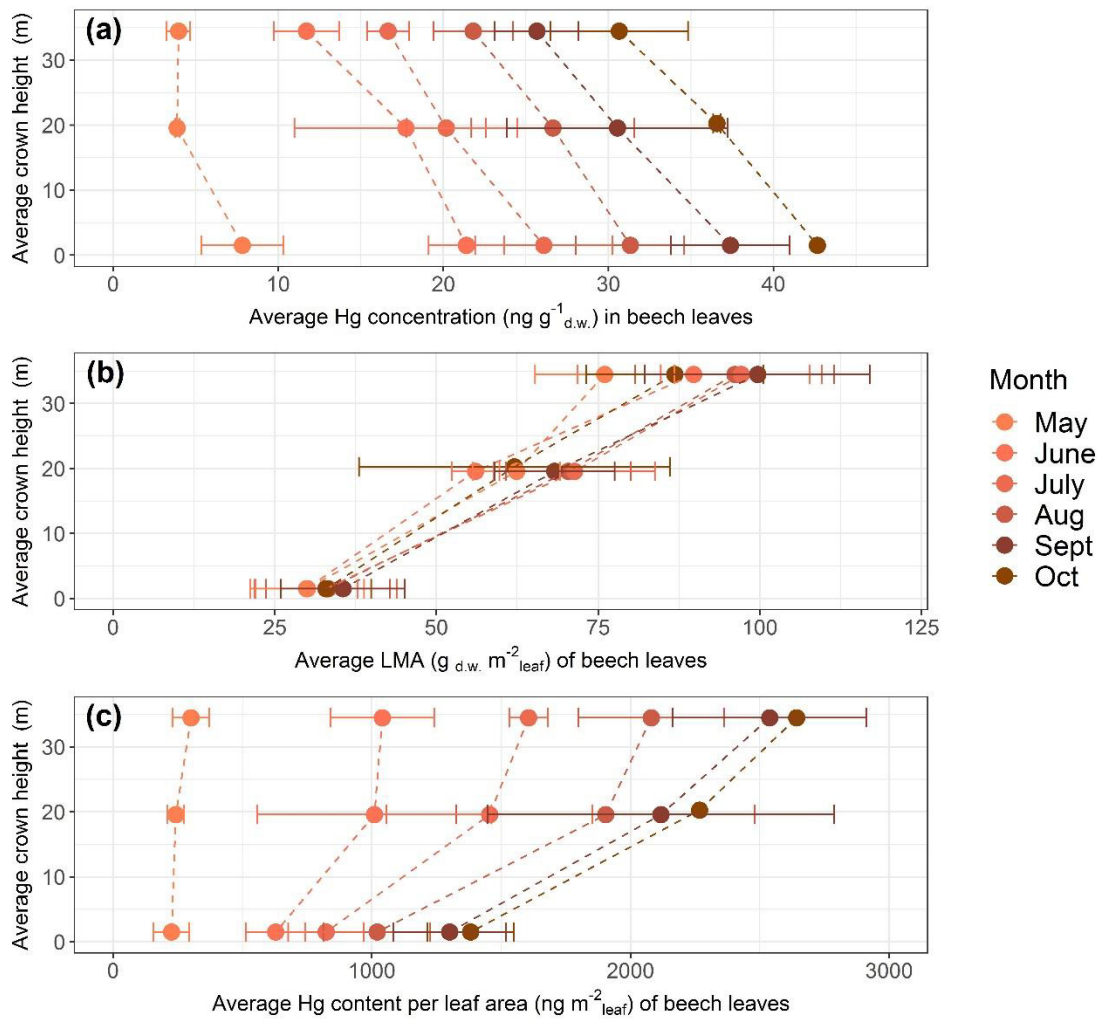 (a)
Average crown height (m)
30
20
10
0
0 10 20 30 40
Average Hg concentration (ng g⁻¹d.w.) in beech leaves
(b)
Average crown height (m)
30
20
10
0
0 25 50 75 100 125
Average LMA (g d.w. m⁻²leaf) of beech leaves
Month
May
June
July
Aug
Sept
Oct
(c)
Average crown height (m)
30
20
10
0
0 1000 2000 3000
Average Hg content per leaf area (ng m⁻²leaf) of beech leaves